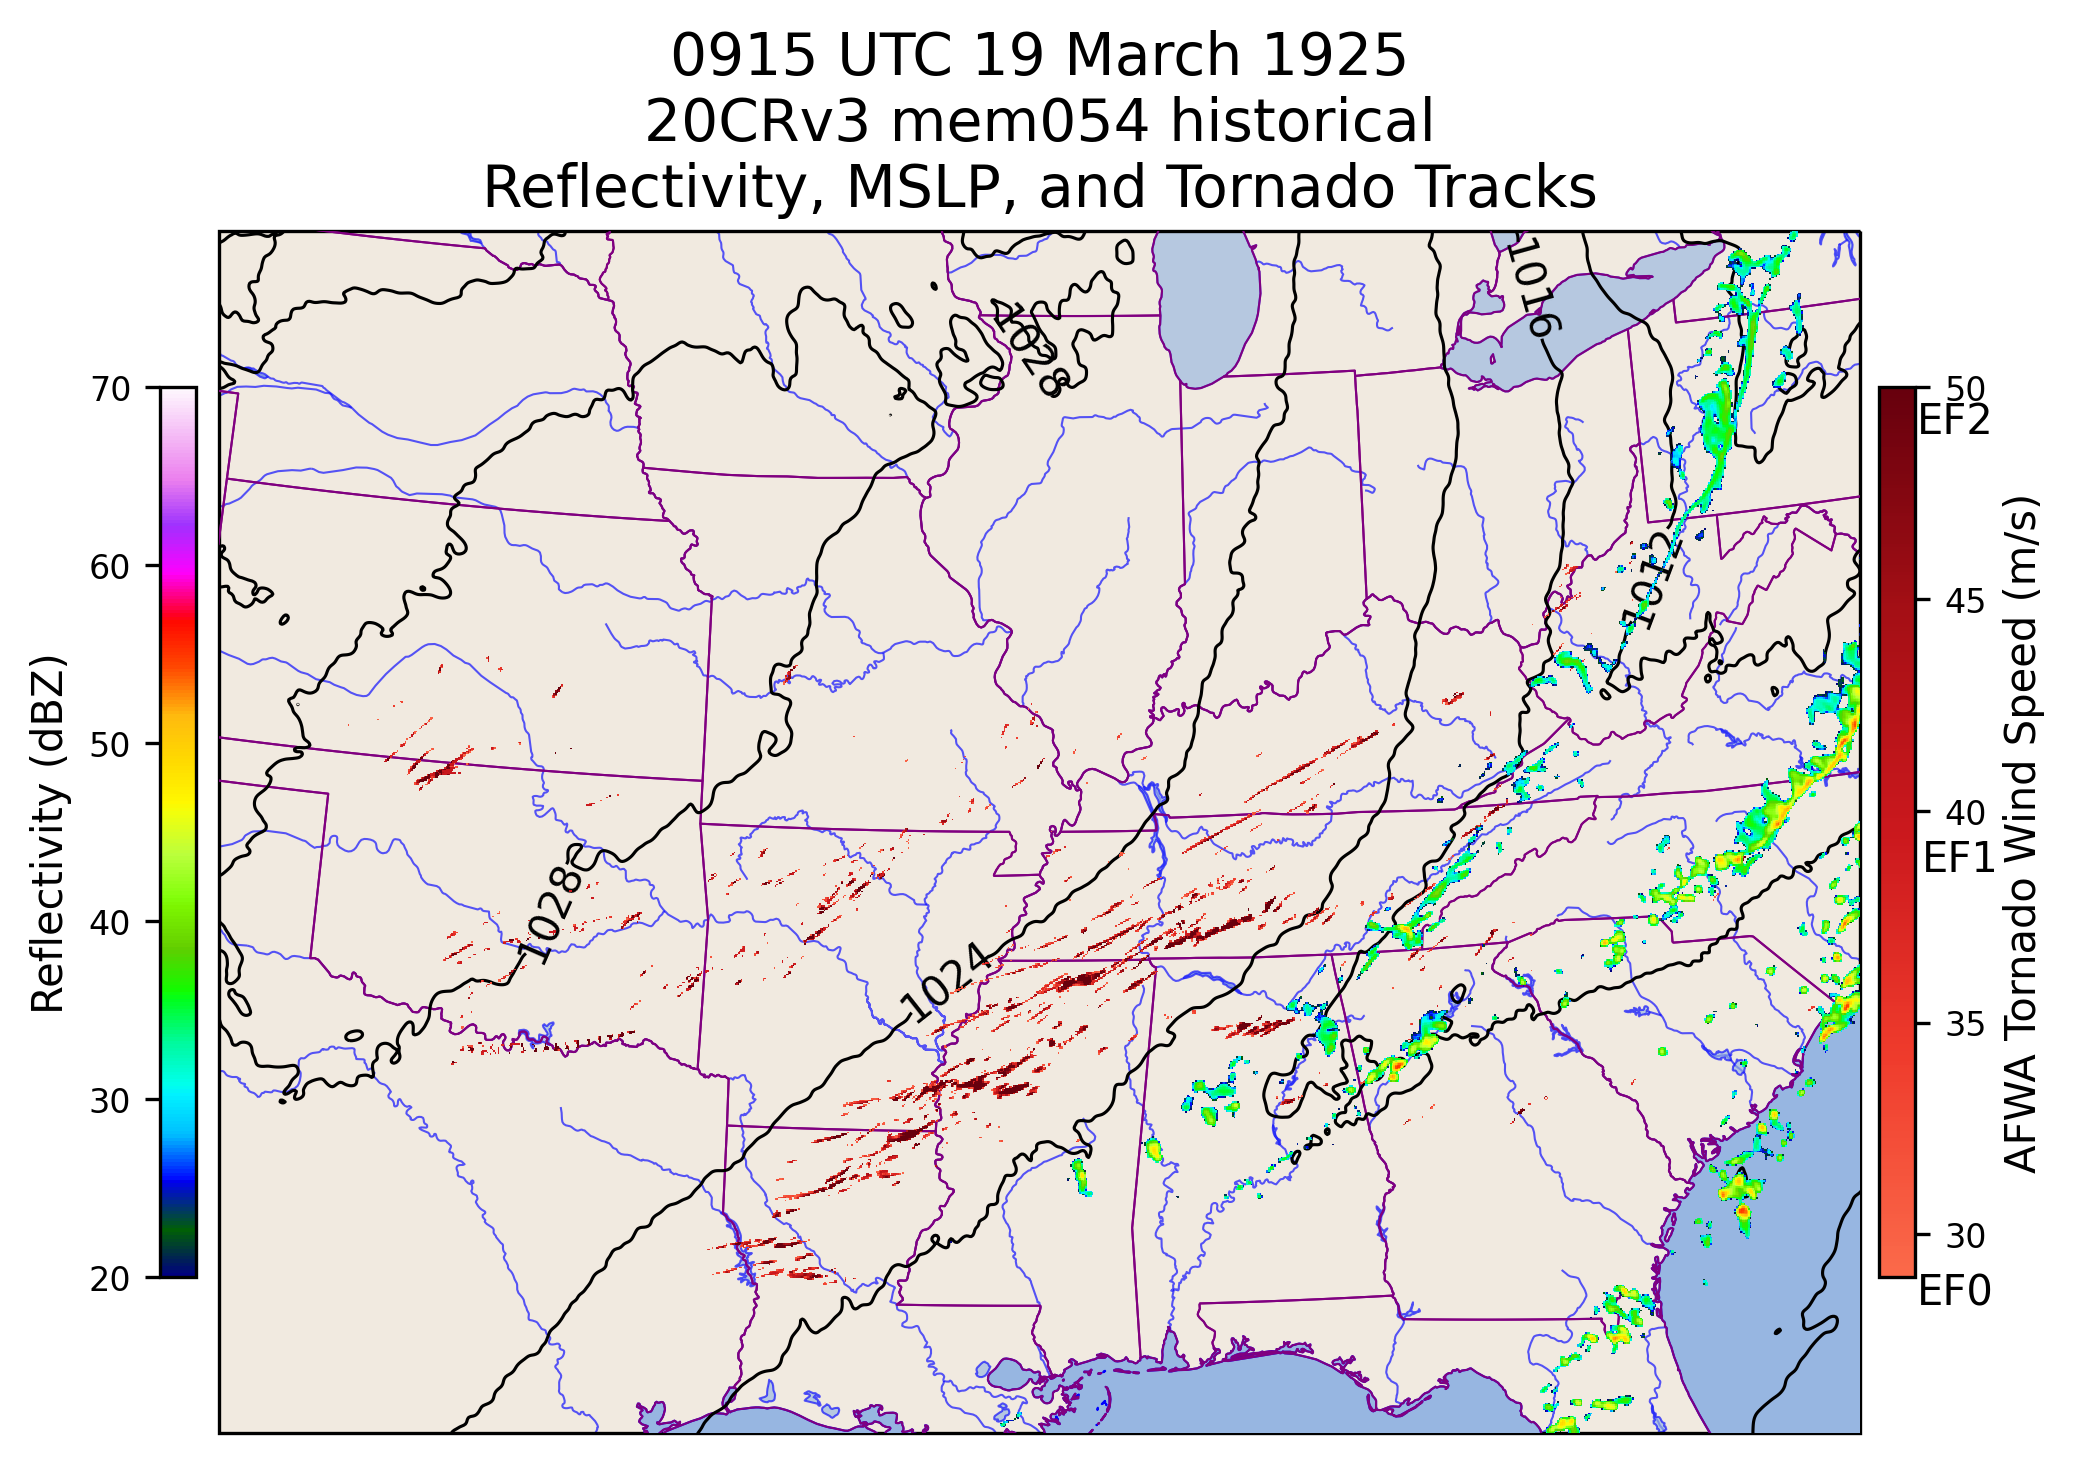 0915 UTC 19 March 1925
20CRv3 mem054 historical
Reflectivity, MSLP, and Tornado Tracks
Reflectivity (dBZ)
70
60
50
40
30
20
1028
1016
1012
1028
1024
50
EF2
45
40
EF1
35
30
EF0
AFWA Tornado Wind Speed (m/s)